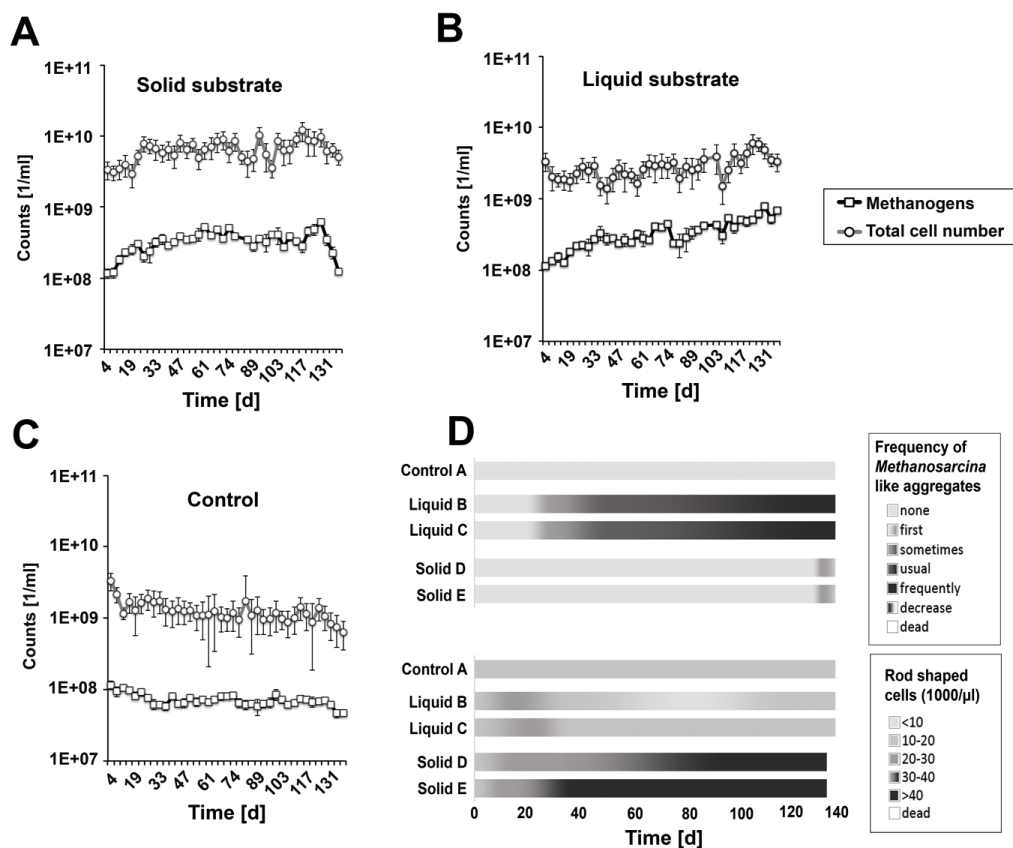 A
Solid substrate
1E+11
1E+10
1E+09
1E+08
1E+07
Counts [1/ml]
4 19 33 47 61 74 89 103 117 131
Time [d]
B
Liquid substrate
1E+11
1E+10
1E+09
1E+08
1E+07
Counts [1/ml]
4 19 33 47 61 74 89 103 117 131
Time [d]
Methanogens
Total cell number
C
Control
1E+11
1E+10
1E+09
1E+08
1E+07
Counts [1/ml]
4 19 33 47 61 74 89 103 117 131
Time [d]
D
Control A
Liquid B
Liquid C
Solid D
Solid E
Control A
Liquid B
Liquid C
Solid D
Solid E
0 20 40 60 80 100 120 140
Time [d]
Frequency of
Methanosarcina
like aggregates
none
first
sometimes
usual
frequently
decrease
dead
Rod shaped
cells (1000/µl)
<10
10-20
20-30
30-40
>40
dead